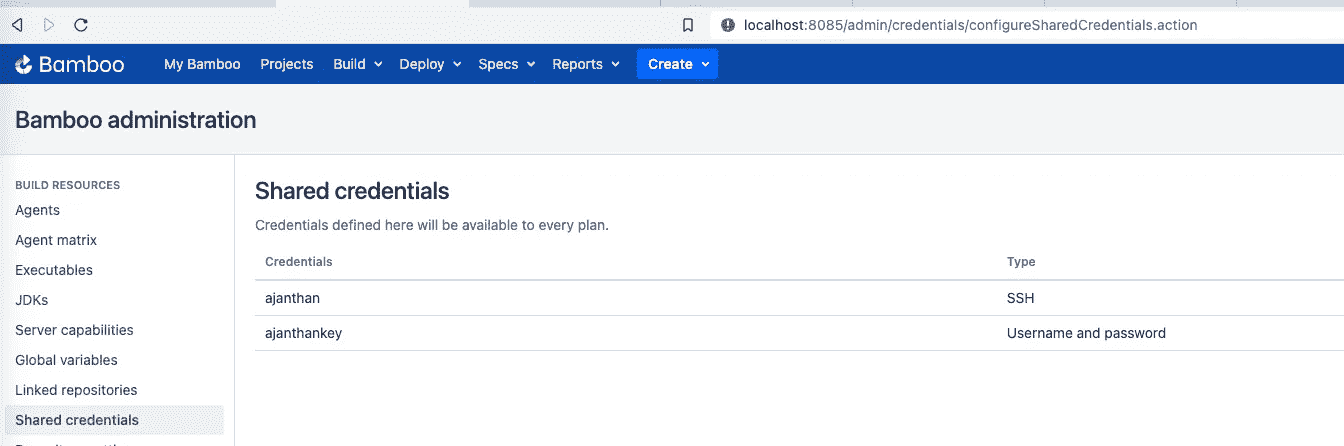 localhost:8085/admin/credentials/configureSharedCredentials.action
Bamboo My Bamboo Projects Build Deploy Specs Reports Create
Bamboo administration
BUILD RESOURCES
Agents
Agent matrix
Executables
JDKs
Server capabilities
Global variables
Linked repositories
Shared credentials
Shared credentials
Credentials defined here will be available to every plan.
Credentials Type
ajanthan SSH
ajanthankey Username and password